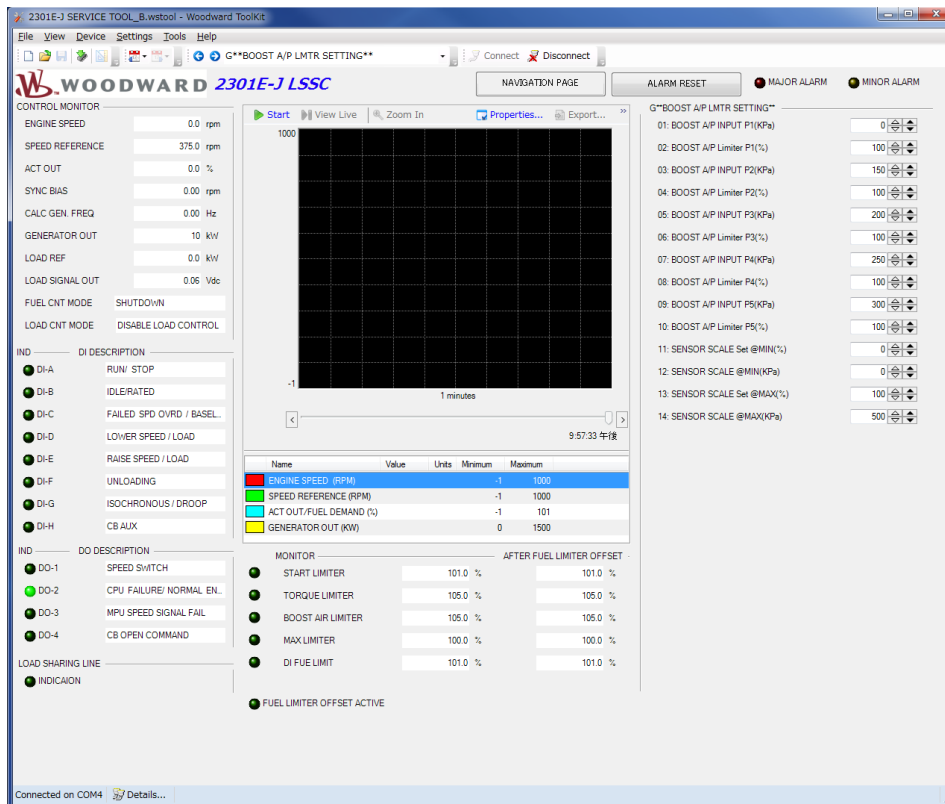 2301E-J SERVICE TOOL_B.wstool - Woodward ToolKit
File View Device Settings Tools Help
G**BOOST A/P LMTR SETTING** Connect Disconnect
WOODWARD 2301E-J LSSC NAVIGATION PAGE ALARM RESET MAJOR ALARM MINOR ALARM
CONTROL MONITOR
ENGINE SPEED 0.0 rpm
SPEED REFERENCE 375.0 rpm
ACT OUT 0.0 %
SYNC BIAS 0.00 rpm
CALC GEN. FREQ 0.00 Hz
GENERATOR OUT 10 kW
LOAD REF 0.0 kW
LOAD SIGNAL OUT 0.06 Vdc
FUEL CNT MODE SHUTDOWN
LOAD CNT MODE DISABLE LOAD CONTROL
IND DI DESCRIPTION
DI-A RUN/ STOP
DI-B IDLE/RATED
DI-C FAILED SPD OVRD / BASEL..
DI-D LOWER SPEED / LOAD
DI-E RAISE SPEED / LOAD
DI-F UNLOADING
DI-G ISOCHRONOUS / DROOP
DI-H CB AUX
IND DO DESCRIPTION
DO-1 SPEED SWITCH
DO-2 CPU FAILURE/ NORMAL EN..
DO-3 MPU SPEED SIGNAL FAIL
DO-4 CB OPEN COMMAND
LOAD SHARING LINE
INDICAION
Start View Live Zoom In Properties... Export... »
1000
-1
1 minutes
9:57:33 午後
Name Value Units Minimum Maximum
ENGINE SPEED (RPM) -1 1000
SPEED REFERENCE (RPM) -1 1000
ACT OUT/FUEL DEMAND (%) -1 101
GENERATOR OUT (KW) 0 1500
MONITOR AFTER FUEL LIMITER OFFSET
START LIMITER 101.0 % 101.0 %
TORQUE LIMITER 105.0 % 105.0 %
BOOST AIR LIMITER 105.0 % 105.0 %
MAX LIMITER 100.0 % 100.0 %
DI FUE LIMIT 101.0 % 101.0 %
FUEL LIMITER OFFSET ACTIVE
G**BOOST A/P LMTR SETTING**
01: BOOST A/P INPUT P1(KPa) 0
02: BOOST A/P Limiter P1(%) 100
03: BOOST A/P INPUT P2(KPa) 150
04: BOOST A/P Limiter P2(%) 100
05: BOOST A/P INPUT P3(KPa) 200
06: BOOST A/P Limiter P3(%) 100
07: BOOST A/P INPUT P4(KPa) 250
08: BOOST A/P Limiter P4(%) 100
09: BOOST A/P INPUT P5(KPa) 300
10: BOOST A/P Limiter P5(%) 100
11: SENSOR SCALE Set @MIN(%) 0
12: SENSOR SCALE @MIN(KPa) 0
13: SENSOR SCALE Set @MAX(%) 100
14: SENSOR SCALE @MAX(KPa) 500
Connected on COM4 Details...